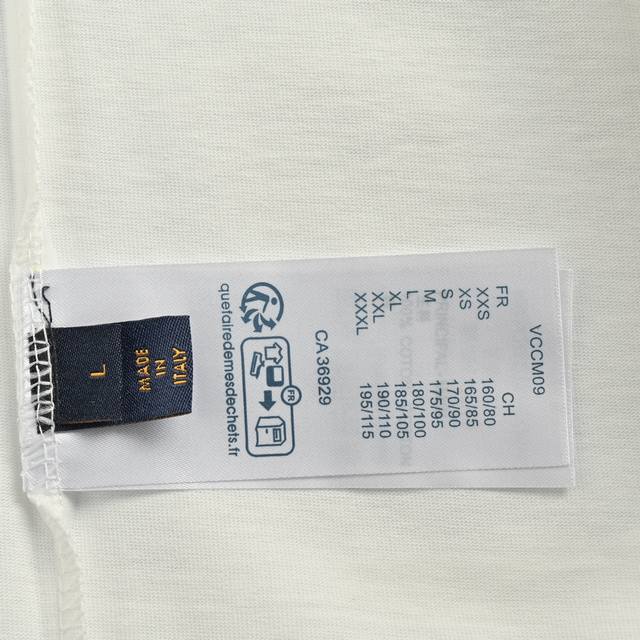 VCCM09
FR CH
XXS 160/80
XS 165/85
S 170/90
M 175/95
L 180/100
XL 185/105
XXL 190/110
XXXL 195/115
CA 36929
FR
quefairedemesdechets.fr
L
MADE
IN
ITALY